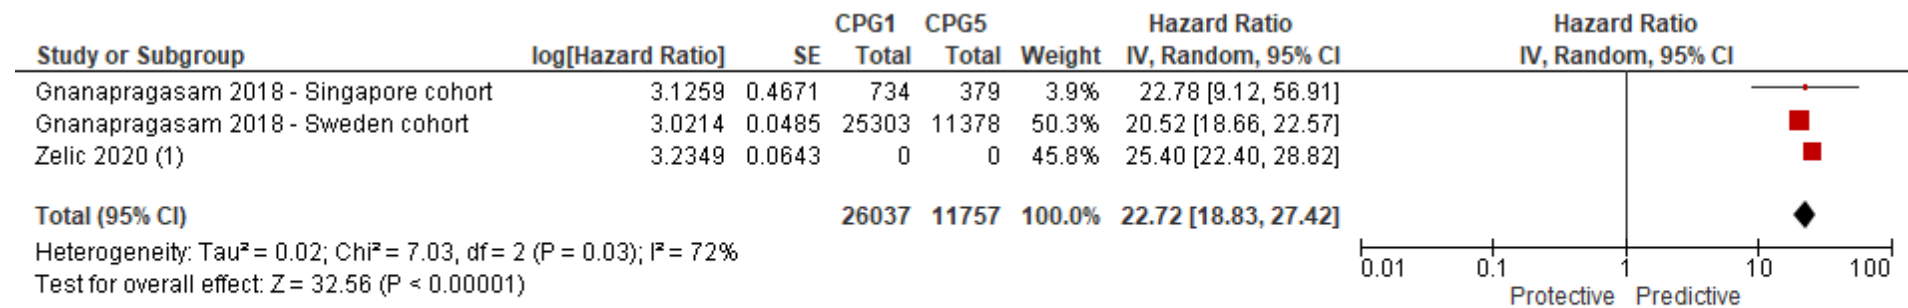 CPG1 CPG5 Hazard Ratio Hazard Ratio
Study or Subgroup log[Hazard Ratio] SE Total Total Weight IV, Random, 95% CI IV, Random, 95% CI
Gnanapragasam 2018 - Singapore cohort 3.1259 0.4671 734 379 3.9% 22.78 [9.12, 56.91]
Gnanapragasam 2018 - Sweden cohort 3.0214 0.0485 25303 11378 50.3% 20.52 [18.66, 22.57]
Zelic 2020 (1) 3.2349 0.0643 0 0 45.8% 25.40 [22.40, 28.82]
Total (95% CI) 26037 11757 100.0% 22.72 [18.83, 27.42]
Heterogeneity: Tau² = 0.02; Chi² = 7.03, df = 2 (P = 0.03); I² = 72%
Test for overall effect: Z = 32.56 (P < 0.00001)
0.01 0.1 1 10 100
Protective Predictive